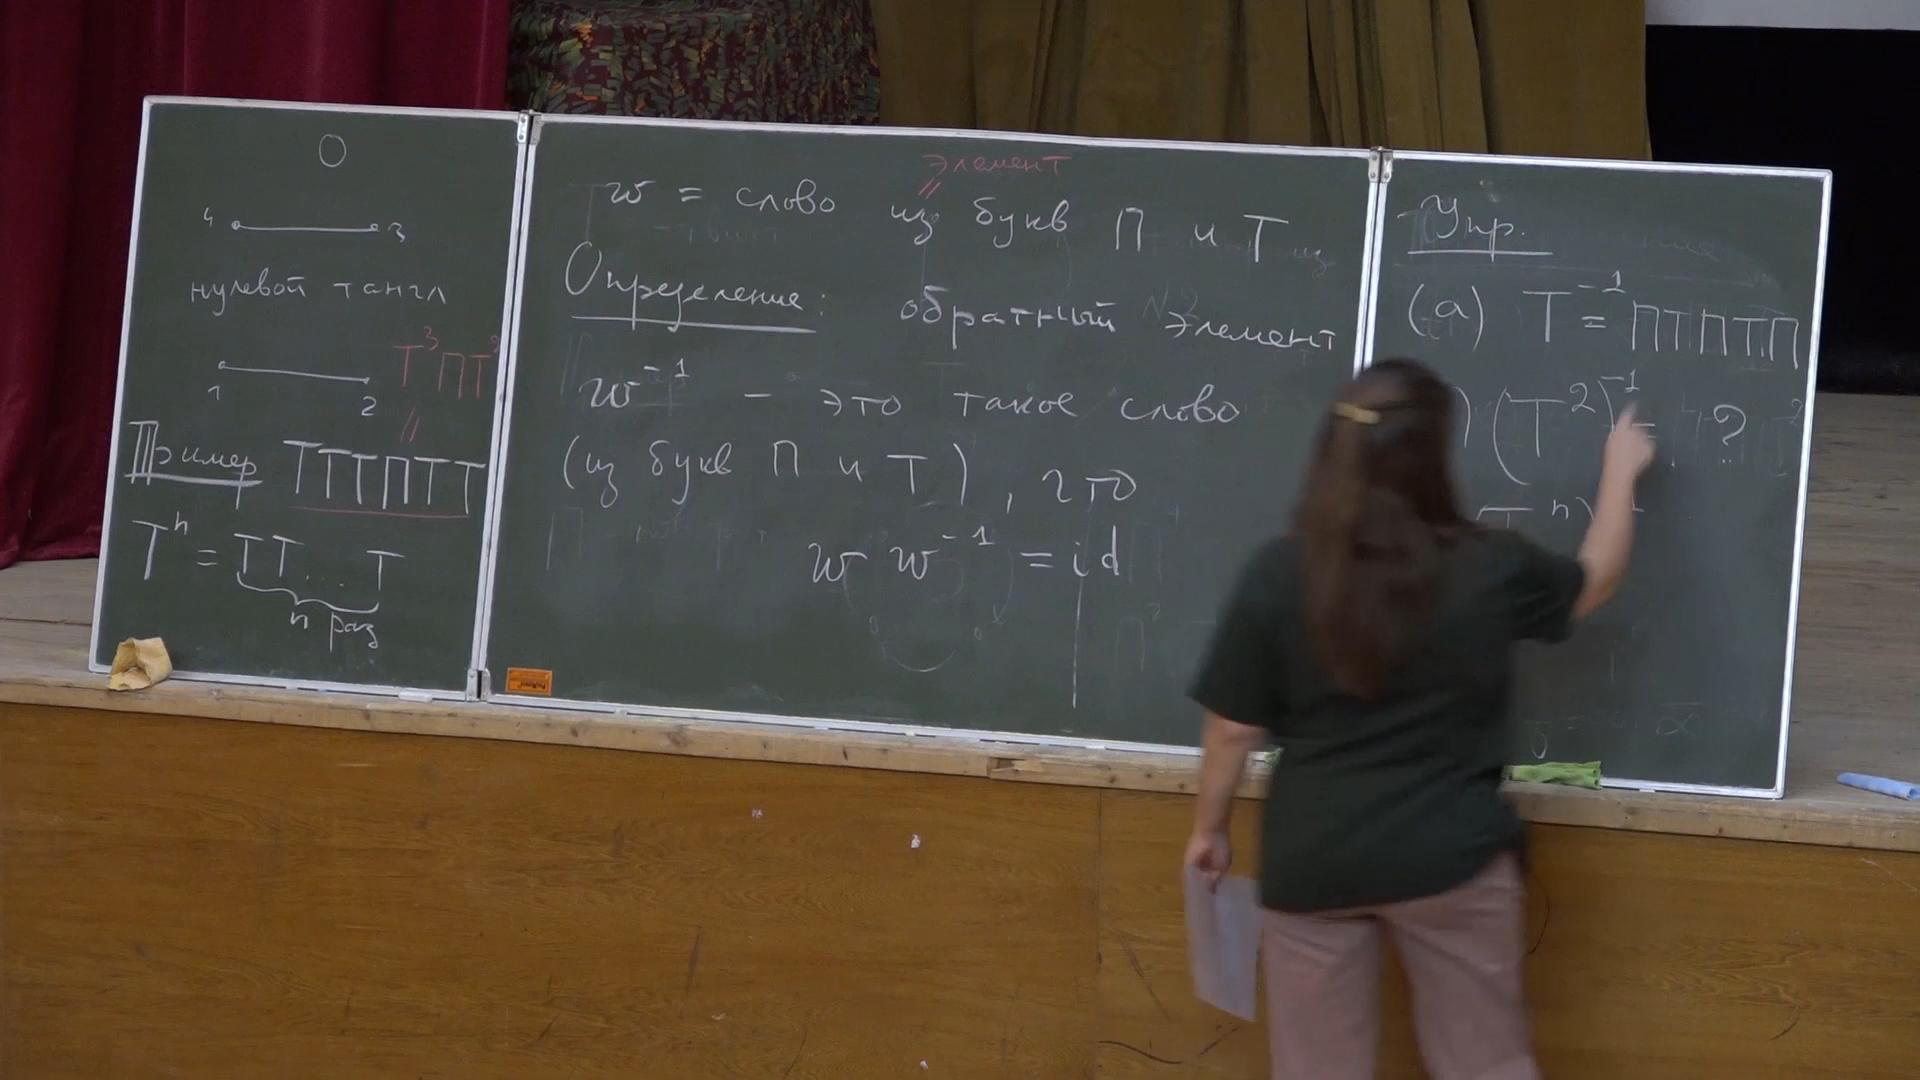 0
4 3
нулевой тангл
T³ПT²
1 2
//
Пример TTTПTT
Tⁿ = TT...T
n раз
элемент
//
w = слово из букв П и T
Определение: обратный элемент
w⁻¹ - это такое слово
(из букв П и T), что
w w⁻¹ = id
Упр.
(a) T⁻¹ = ПTПTП
) (T²)⁻¹ = ?
(Tⁿ)